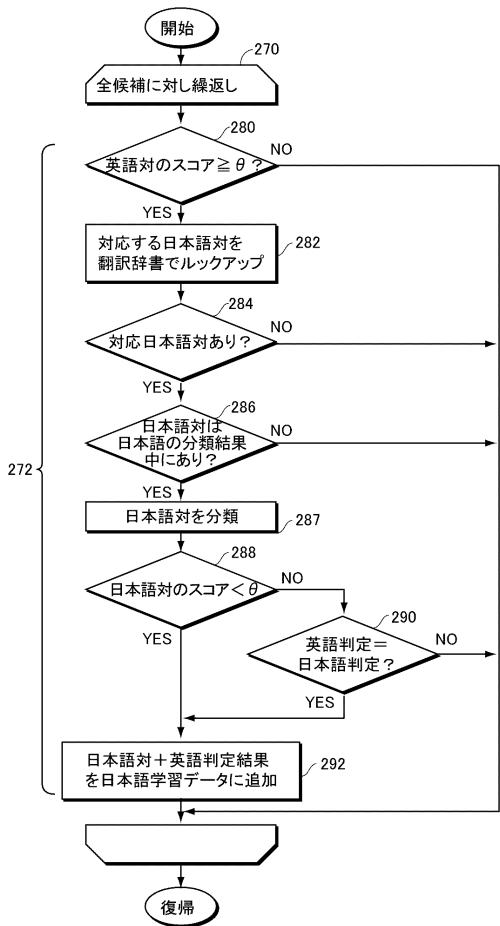 開始
270
全候補に対し繰返し
280
英語対のスコア≧θ?
NO
YES
対応する日本語対を
翻訳辞書でルックアップ
282
284
対応日本語対あり?
NO
YES
286
日本語対は
日本語の分類結果
中にあり?
NO
272
YES
日本語対を分類
287
288
日本語対のスコア<θ
NO
YES
290
英語判定=
日本語判定?
NO
YES
日本語対+英語判定結果
を日本語学習データに追加
292
復帰